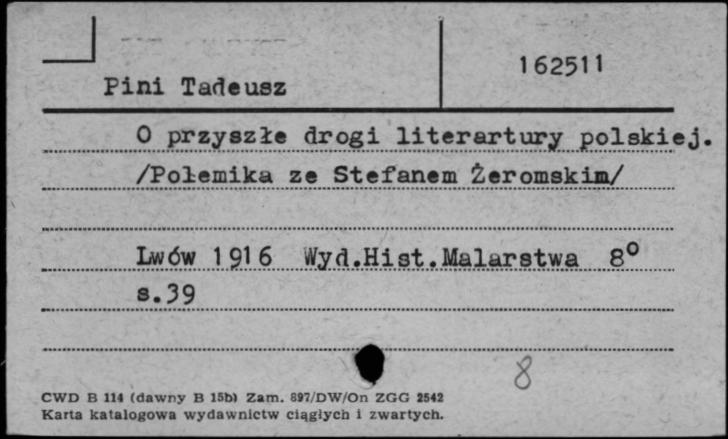 162511
Pini Tadeusz
O przyszłe drogi literartury polskiej.
/Polemika ze Stefanem Żeromskim/
Lwów 1916 Wyd.Hist.Malarstwa 8°
s.39
8
CWD B 114 (dawny B 15b) Zam. 897/DW/On ZGG 2542
Karta katalogowa wydawnictw ciągłych i zwartych.